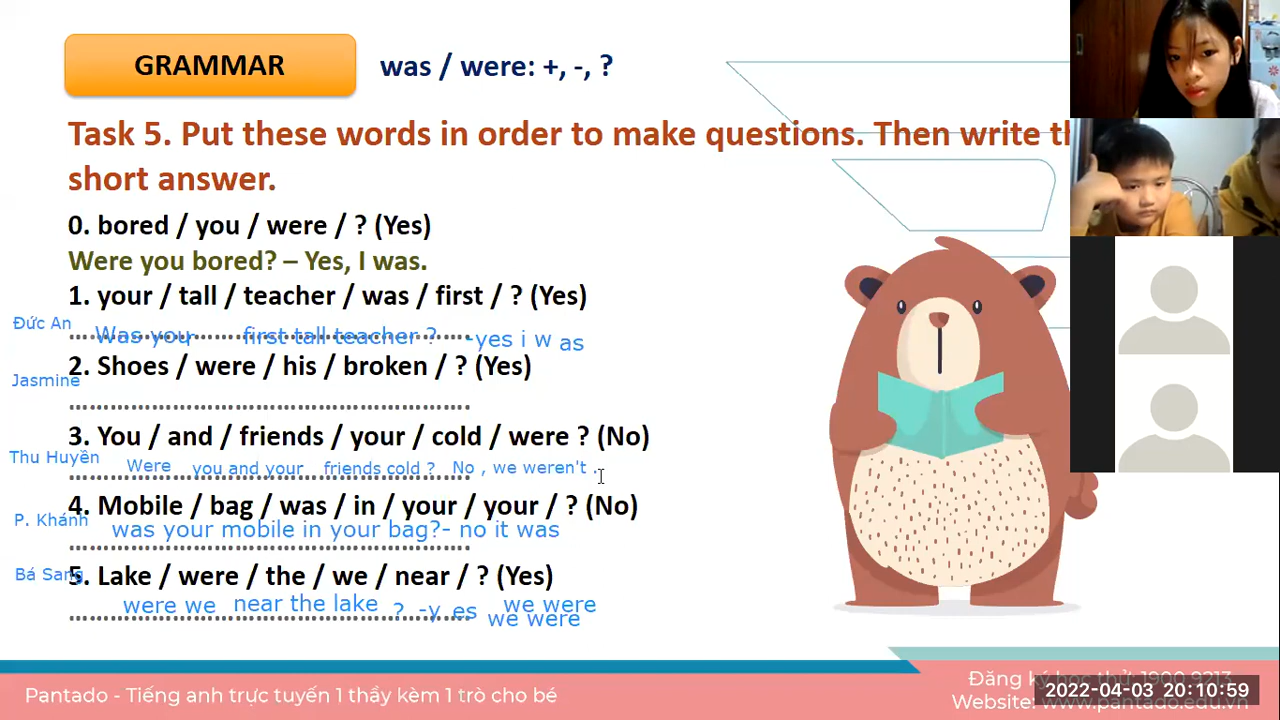 GRAMMAR
was / were: +, -, ?
Task 5. Put these words in order to make questions. Then write
short answer.
0. bored / you / were / ? (Yes)
Were you bored? – Yes, I was.
1. your / tall / teacher / was / first / ? (Yes)
Đức An Was your first tall teacher ? -yes i w as
2. Shoes / were / his / broken / ? (Yes)
Jasmine
3. You / and / friends / your / cold / were ? (No)
Thu Huyền Were you and your friends cold ? No , we weren't .
4. Mobile / bag / was / in / your / your / ? (No)
P. Khánh was your mobile in your bag?- no it was
5. Lake / were / the / we / near / ? (Yes)
Bá Sang were we near the lake ? -y es we were
we were
Pantado - Tiếng anh trực tuyến 1 thầy kèm 1 trò cho bé
Đăng ký học thử: 1900 9213
Website: www.pantado.edu.vn
2022-04-03 20:10:59